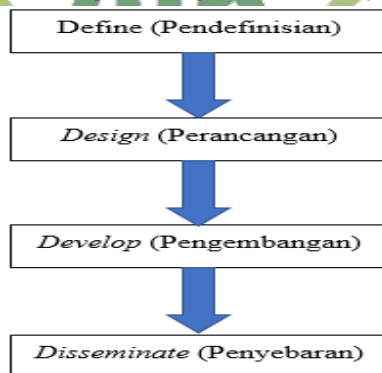 Define (Pendefinisian)
Design (Perancangan)
Develop (Pengembangan)
Disseminate (Penyebaran)